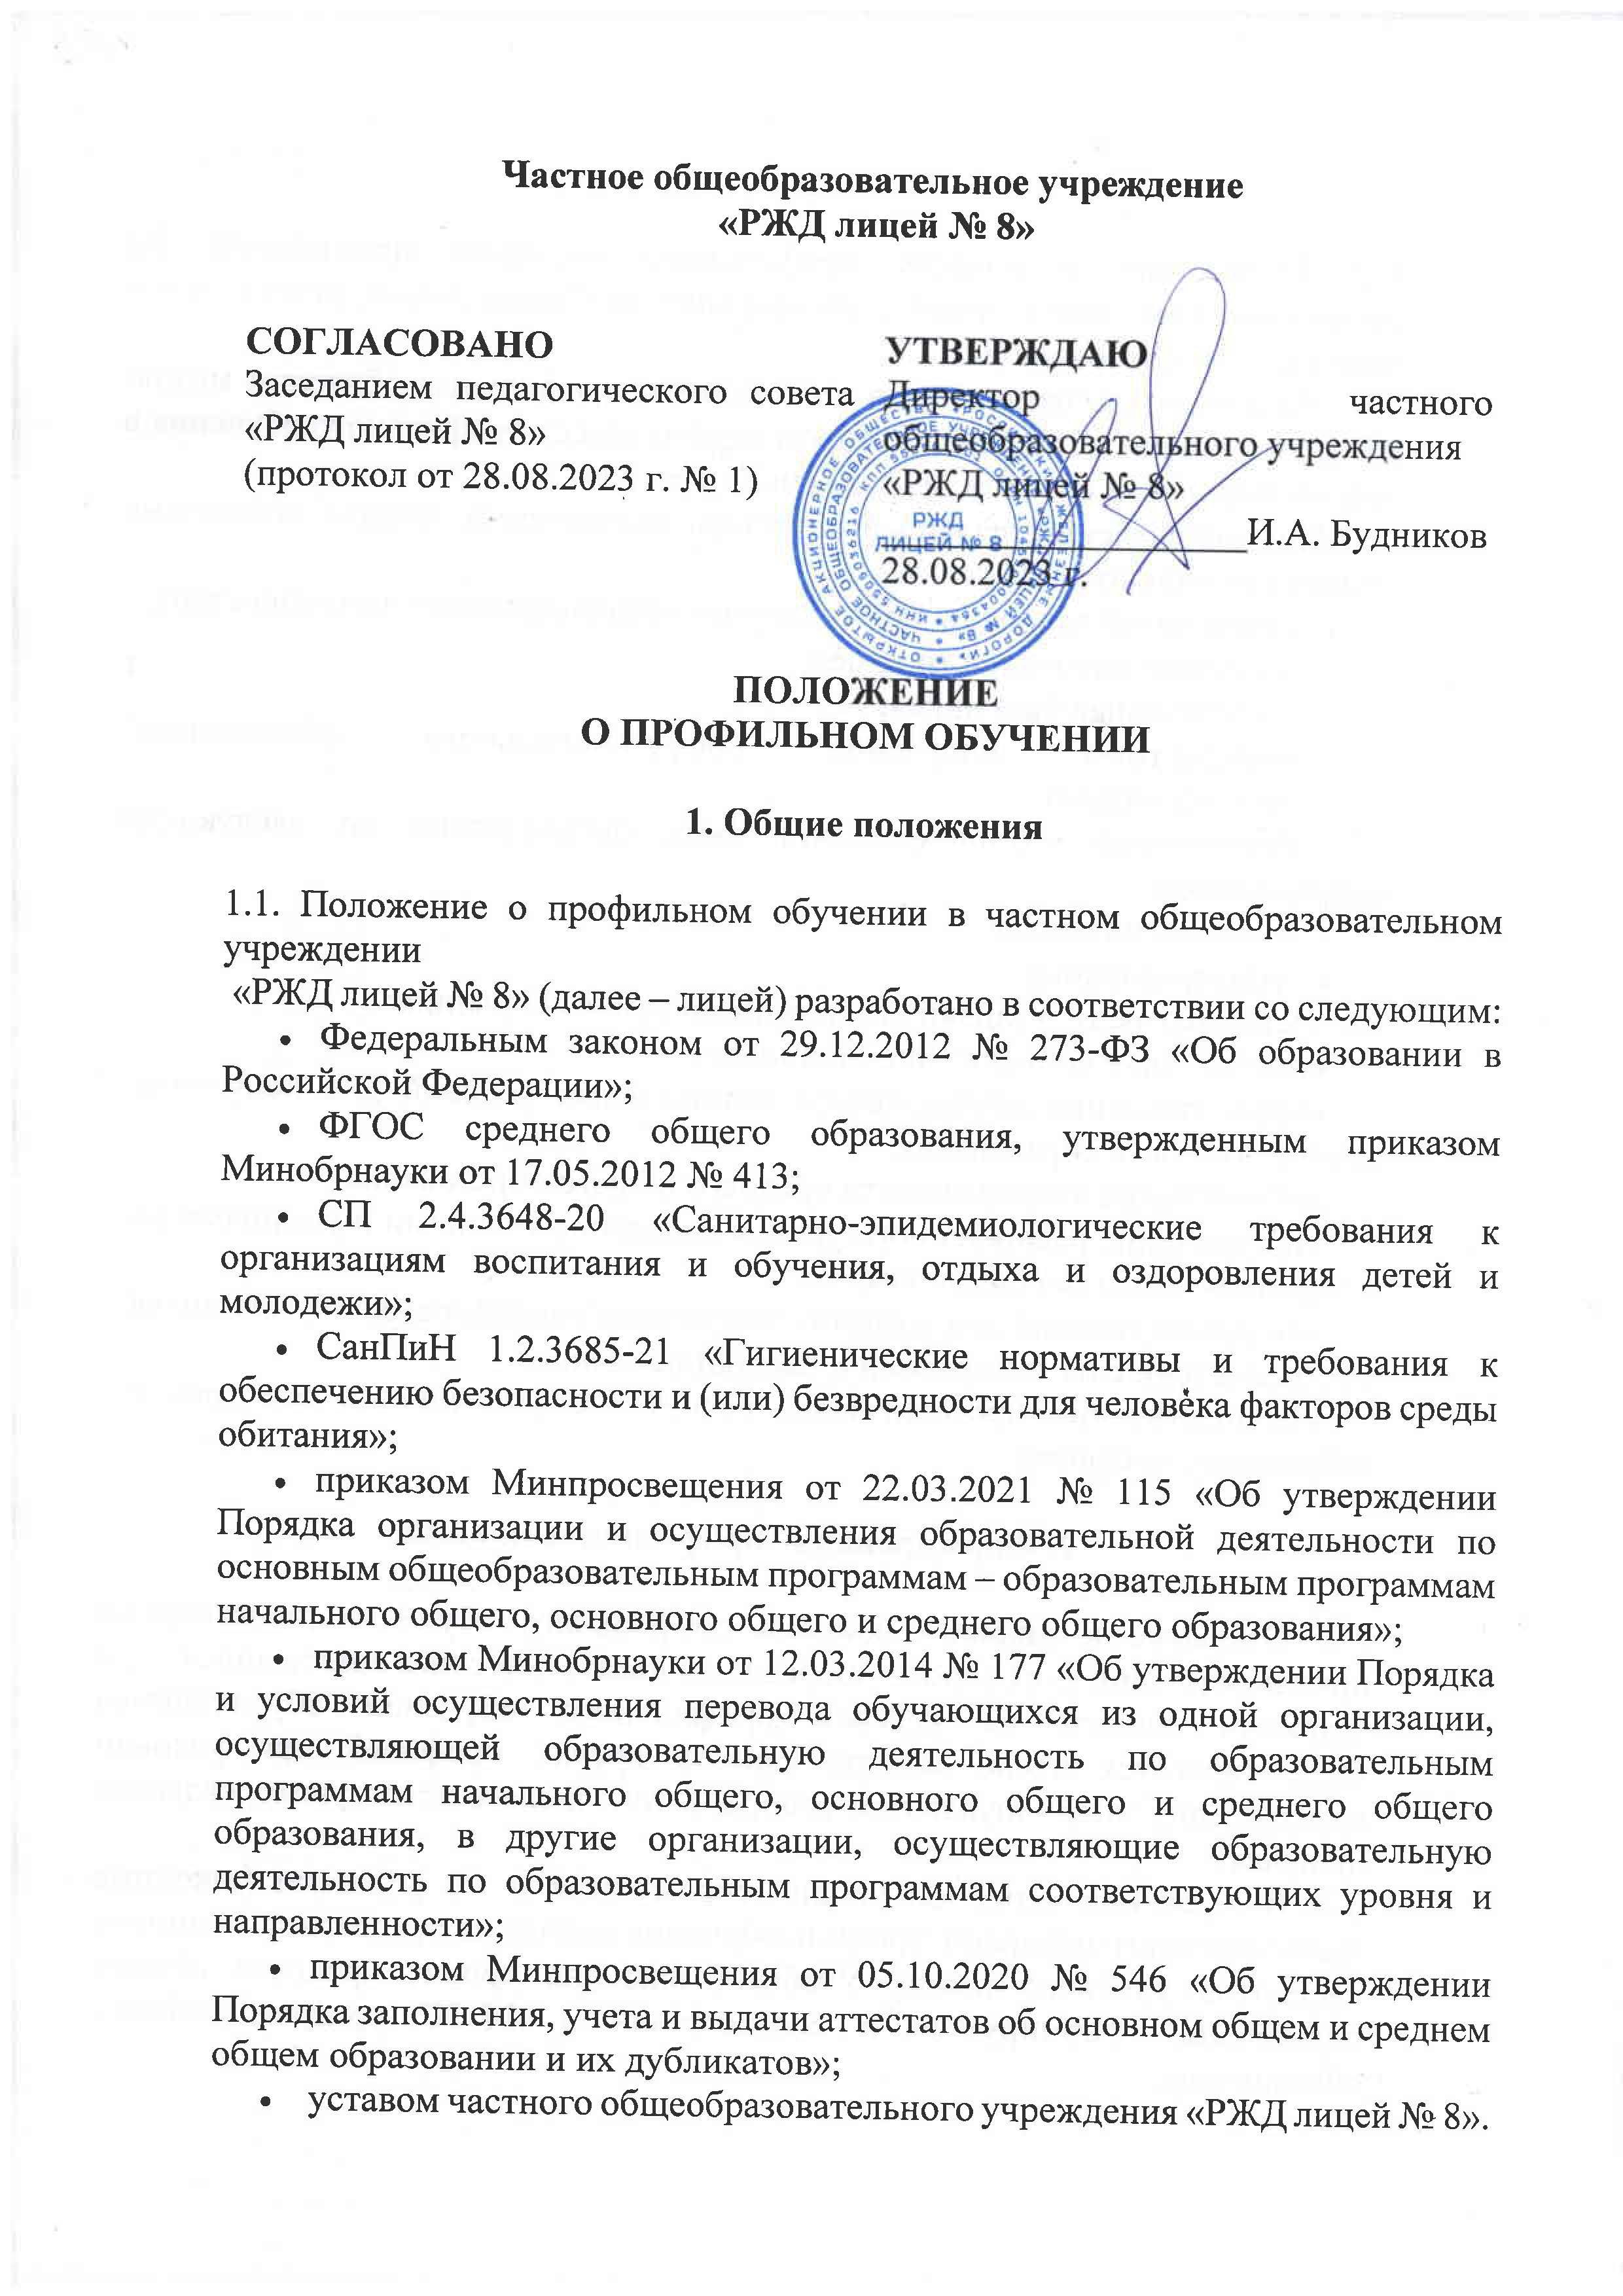 Частное общеобразовательное учреждение
«РЖД лицей № 8»
СОГЛАСОВАНО
Заседанием педагогического совета
«РЖД лицей № 8»
(протокол от 28.08.2023 г. № 1)
УТВЕРЖДАЮ
Директор частного
общеобразовательного учреждения
«РЖД лицей № 8»
И.А. Будников
28.08.2023 г.
РЖД
ЛИЦЕЙ № 8
ПОЛОЖЕНИЕ
О ПРОФИЛЬНОМ ОБУЧЕНИИ
1. Общие положения
1.1. Положение о профильном обучении в частном общеобразовательном
учреждении
«РЖД лицей № 8» (далее – лицей) разработано в соответствии со следующим:
• Федеральным законом от 29.12.2012 № 273-ФЗ «Об образовании в
Российской Федерации»;
• ФГОС среднего общего образования, утвержденным приказом
Минобрнауки от 17.05.2012 № 413;
• СП 2.4.3648-20 «Санитарно-эпидемиологические требования к
организациям воспитания и обучения, отдыха и оздоровления детей и
молодежи»;
• СанПиН 1.2.3685-21 «Гигиенические нормативы и требования к
обеспечению безопасности и (или) безвредности для человека факторов среды
обитания»;
• приказом Минпросвещения от 22.03.2021 № 115 «Об утверждении
Порядка организации и осуществления образовательной деятельности по
основным общеобразовательным программам – образовательным программам
начального общего, основного общего и среднего общего образования»;
• приказом Минобрнауки от 12.03.2014 № 177 «Об утверждении Порядка
и условий осуществления перевода обучающихся из одной организации,
осуществляющей образовательную деятельность по образовательным
программам начального общего, основного общего и среднего общего
образования, в другие организации, осуществляющие образовательную
деятельность по образовательным программам соответствующих уровня и
направленности»;
• приказом Минпросвещения от 05.10.2020 № 546 «Об утверждении
Порядка заполнения, учета и выдачи аттестатов об основном общем и среднем
общем образовании и их дубликатов»;
• уставом частного общеобразовательного учреждения «РЖД лицей № 8».